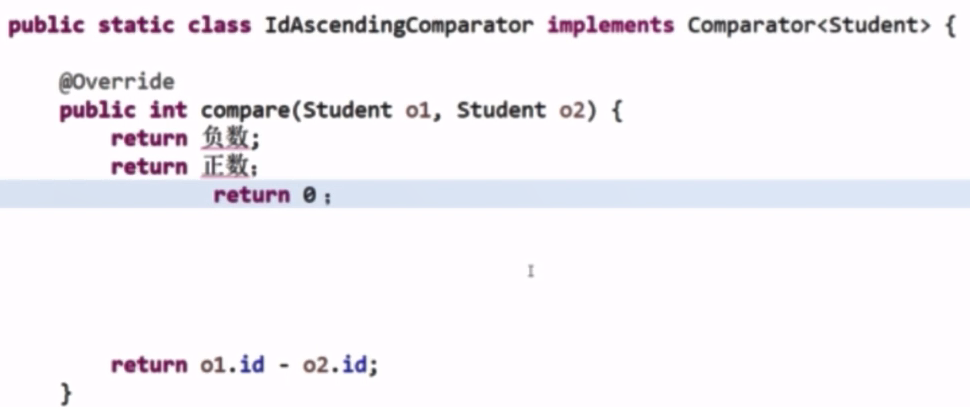 public static class IdAscendingComparator implements Comparator<Student> {
@Override
public int compare(Student o1, Student o2) {
return 负数;
return 正数;
return 0；
return o1.id - o2.id;
}